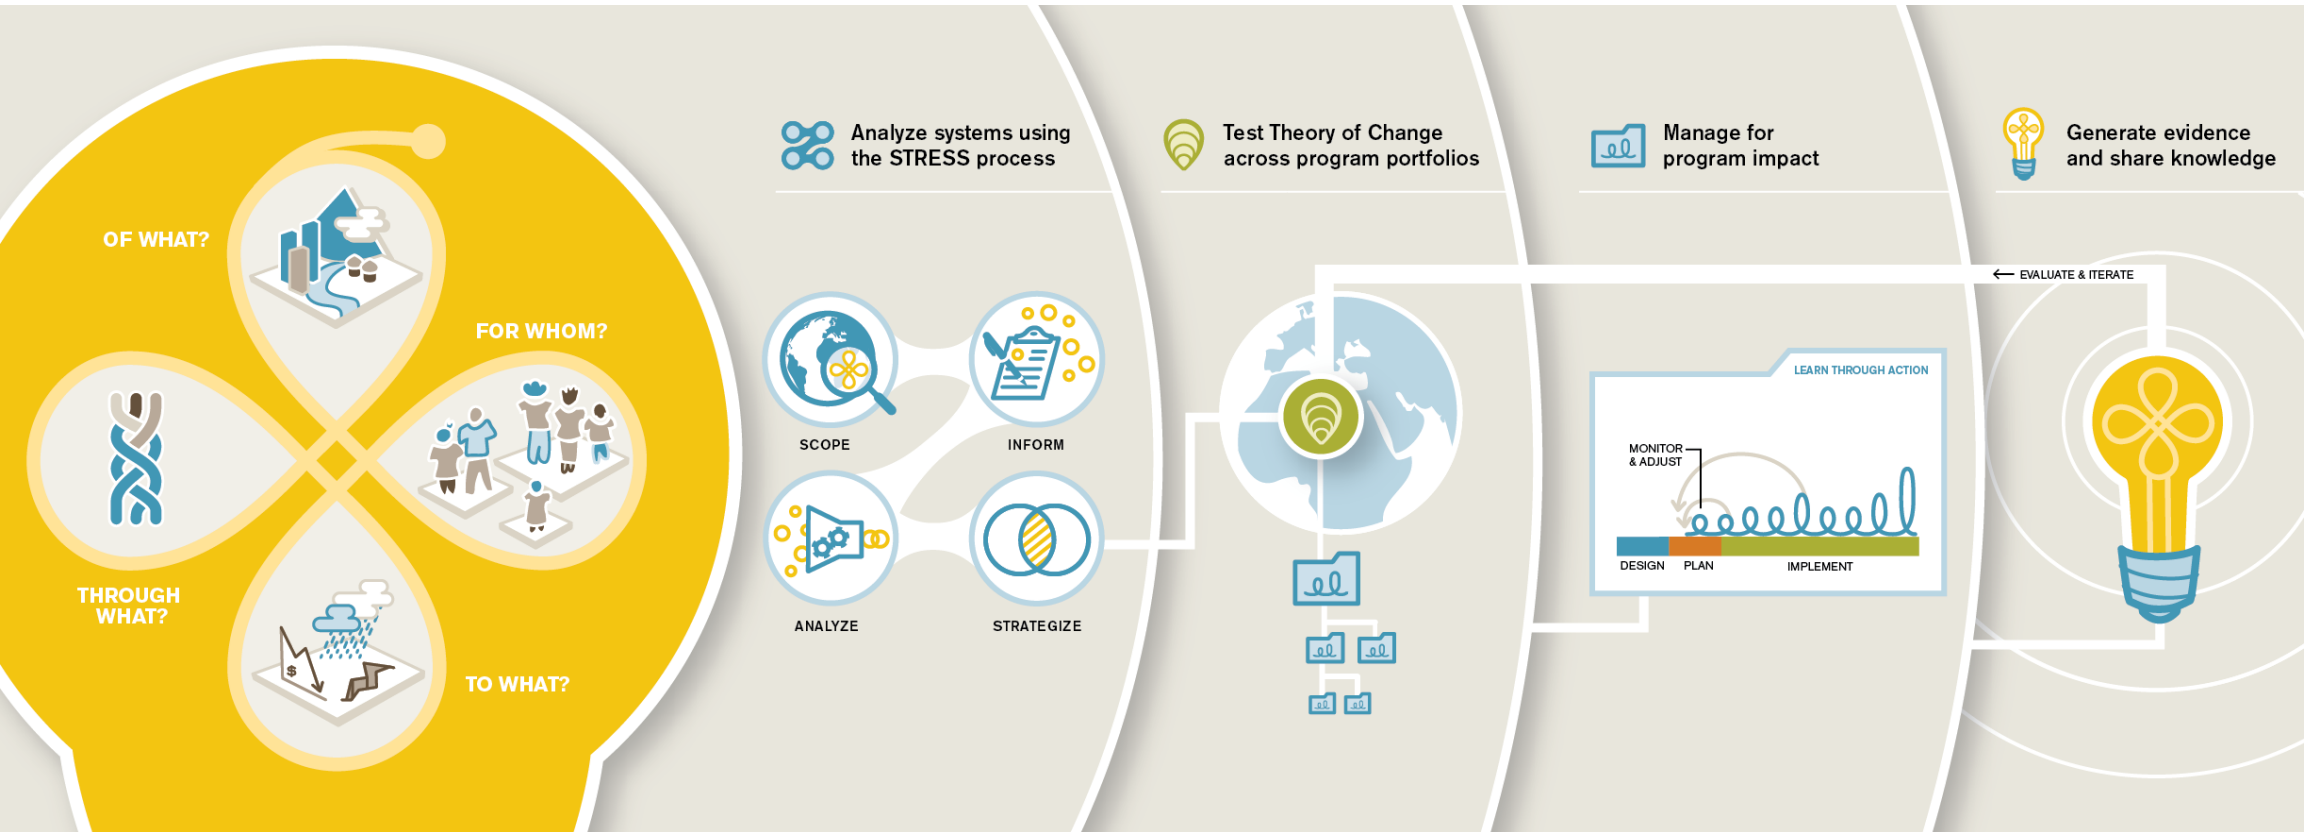 OF WHAT?
FOR WHOM?
THROUGH
WHAT?
$
TO WHAT?
Analyze systems using
the STRESS process
SCOPE
INFORM
ANALYZE
STRATEGIZE
Test Theory of Change
across program portfolios
Manage for
program impact
LEARN THROUGH ACTION
MONITOR
& ADJUST
DESIGN
PLAN
IMPLEMENT
Generate evidence
and share knowledge
EVALUATE & ITERATE